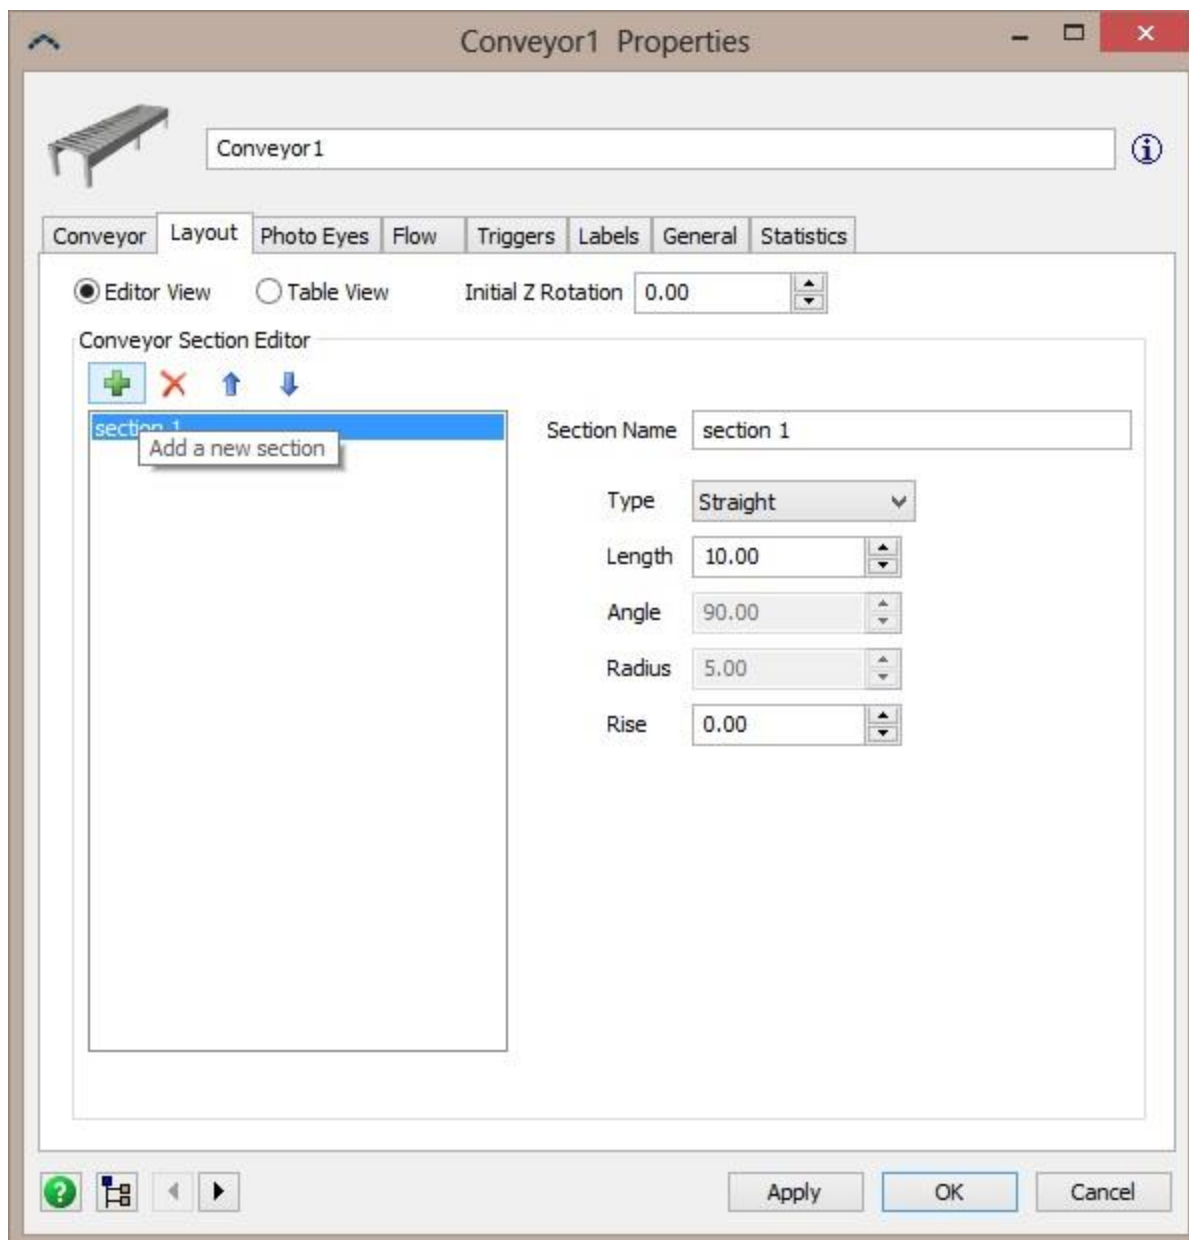 Conveyor1 Properties
Conveyor1
Conveyor Layout Photo Eyes Flow Triggers Labels General Statistics
Editor View Table View Initial Z Rotation 0.00
Conveyor Section Editor
section 1 Section Name section 1
Add a new section
Type Straight
Length 10.00
Angle 90.00
Radius 5.00
Rise 0.00
Apply OK Cancel